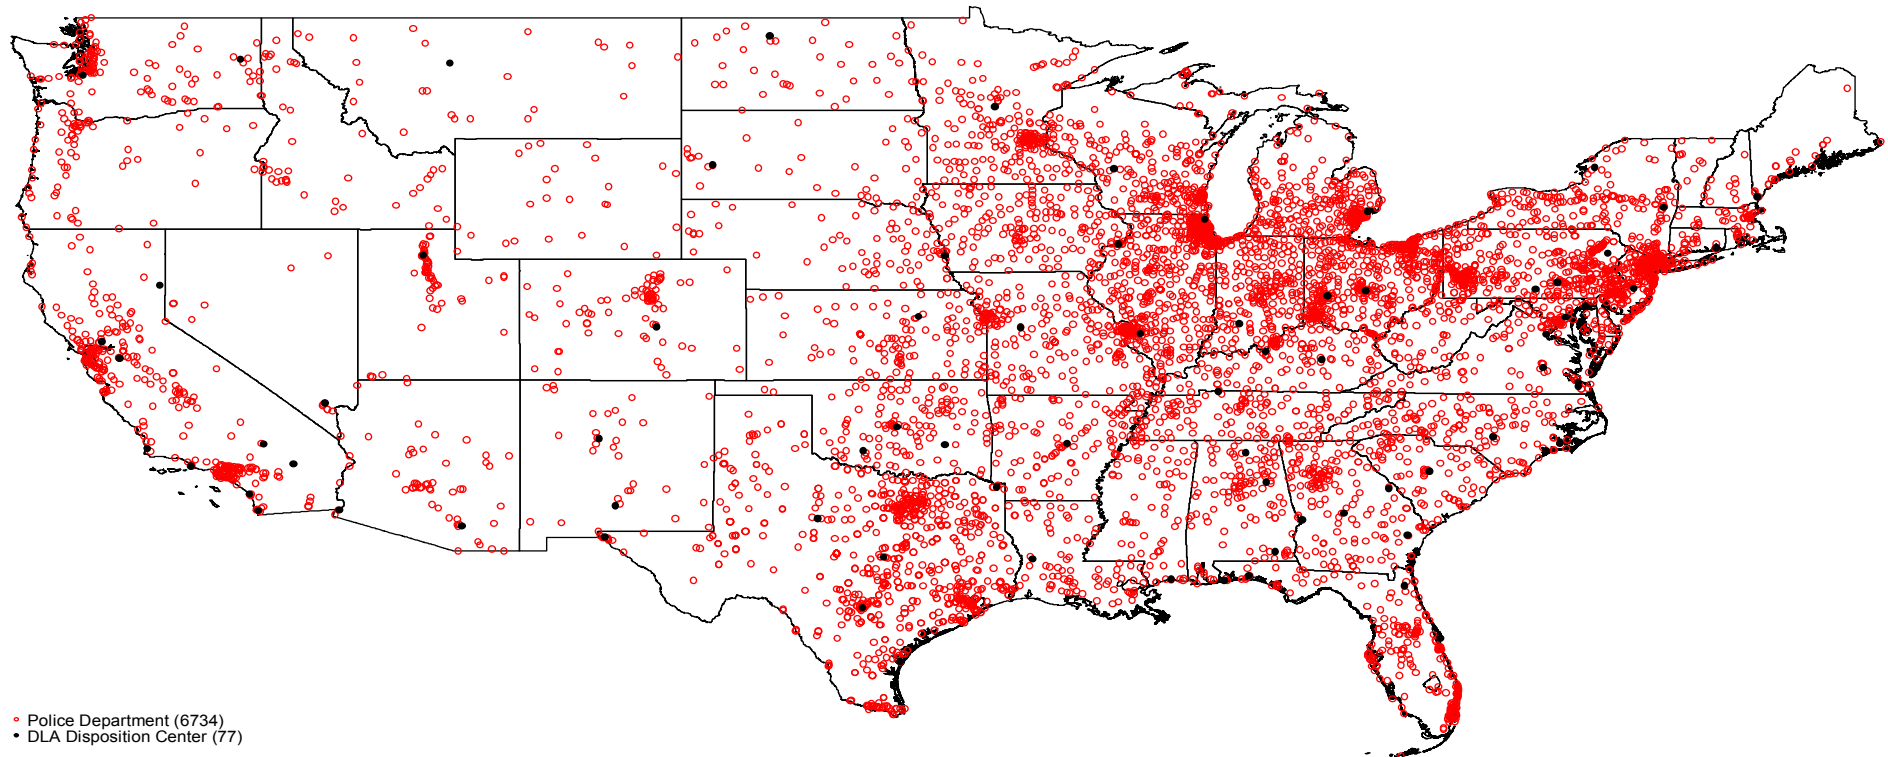 Police Department (6734)
DLA Disposition Center (77)